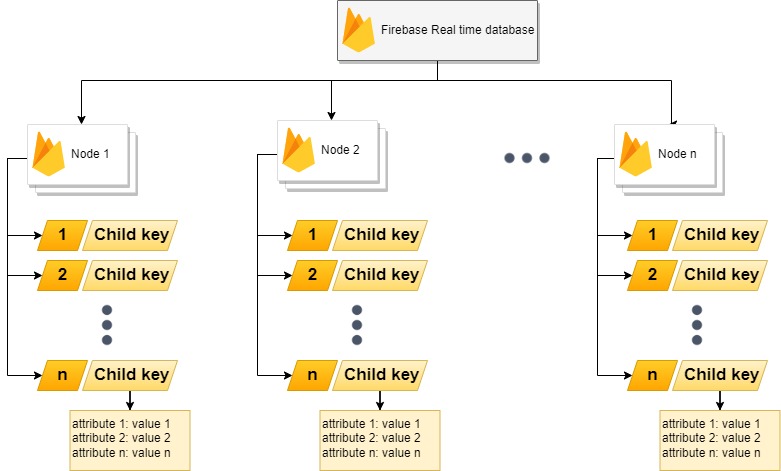 Firebase Real time database
Node 1
Node 2
Node n
1 Child key
1 Child key
1 Child key
2 Child key
2 Child key
2 Child key
n Child key
n Child key
n Child key
attribute 1: value 1
attribute 2: value 2
attribute n: value n
attribute 1: value 1
attribute 2: value 2
attribute n: value n
attribute 1: value 1
attribute 2: value 2
attribute n: value n